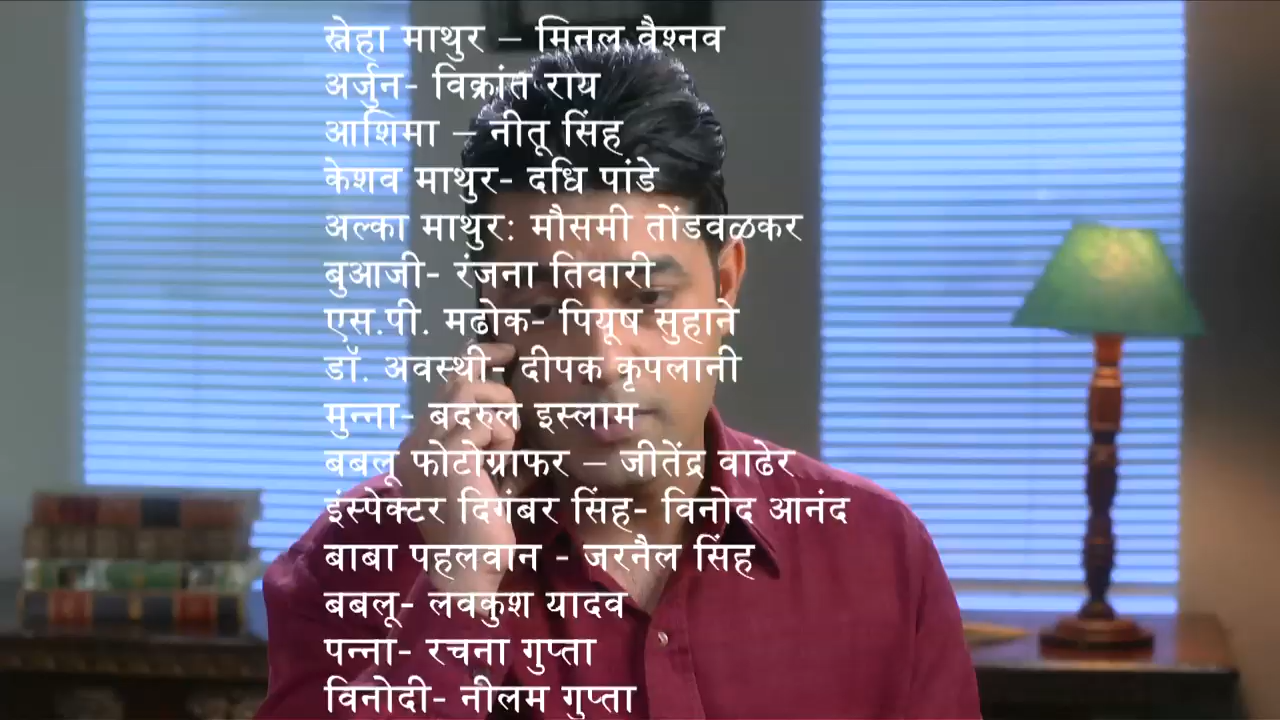 स्नेहा माथुर – मिनल वैश्नव
अर्जुन- विक्रांत राय
आशिमा – नीतू सिंह
केशव माथुर- दधि पांडे
अल्का माथुर: मौसमी तोंडवळकर
बुआजी- रंजना तिवारी
एस.पी. मढोक- पियूष सुहाने
डॉ. अवस्थी- दीपक कृपलानी
मुन्ना- बदरुल इस्लाम
बबलू फोटोग्राफर – जीतेंद्र वाढेर
इंस्पेक्टर दिगंबर सिंह- विनोद आनंद
बाबा पहलवान - जरनैल सिंह
बबलू- लवकुश यादव
पन्ना- रचना गुप्ता
विनोदी- नीलम गुप्ता